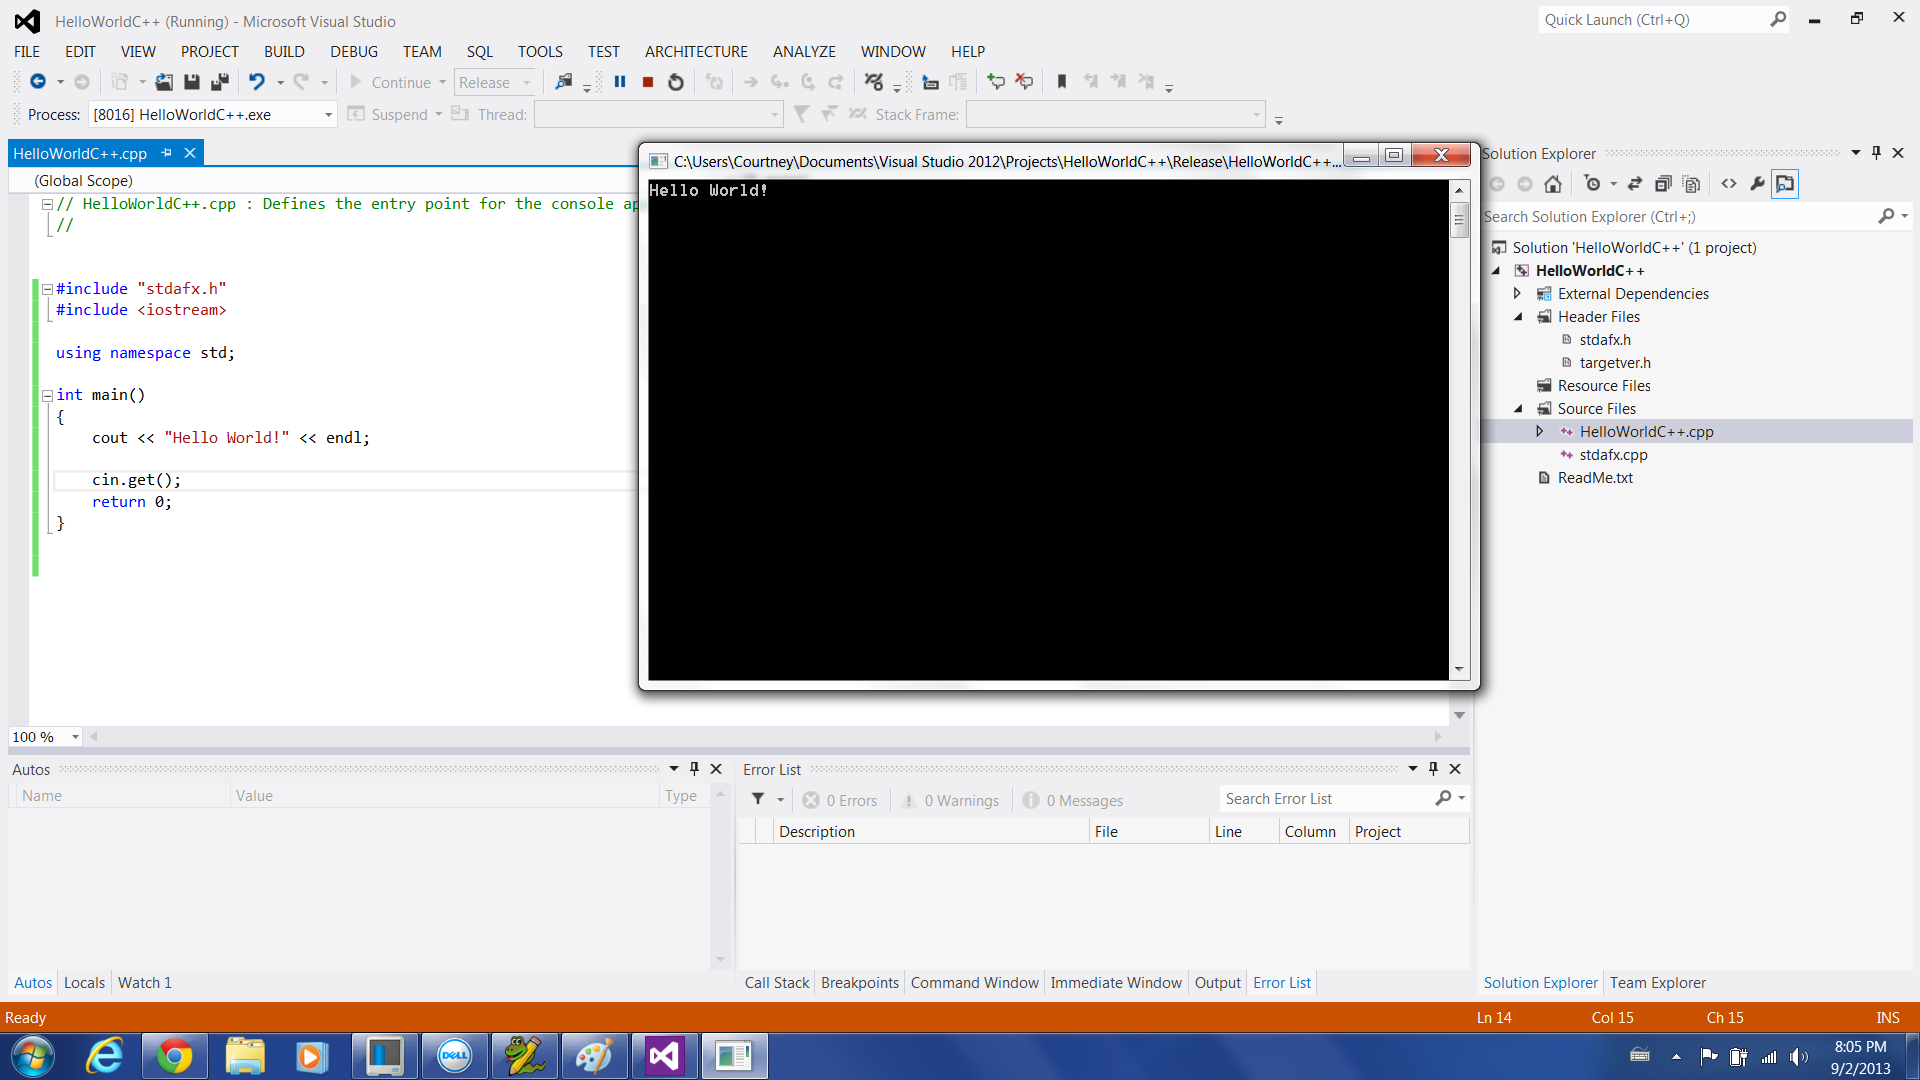 HelloWorldC++ (Running) - Microsoft Visual Studio
Quick Launch (Ctrl+Q)
FILE EDIT VIEW PROJECT BUILD DEBUG TEAM SQL TOOLS TEST ARCHITECTURE ANALYZE WINDOW HELP
Continue Release
Process: [8016] HelloWorldC++.exe Suspend Thread: Stack Frame:
HelloWorldC++.cpp
(Global Scope)
// HelloWorldC++.cpp : Defines the entry point for the console ap
//
#include "stdafx.h"
#include <iostream>
using namespace std;
int main()
{
cout << "Hello World!" << endl;
cin.get();
return 0;
}
100 %
C:\Users\Courtney\Documents\Visual Studio 2012\Projects\HelloWorldC++\Release\HelloWorldC++...
Hello World!
Solution Explorer
Search Solution Explorer (Ctrl+;)
Solution 'HelloWorldC++' (1 project)
HelloWorldC++
External Dependencies
Header Files
stdafx.h
targetver.h
Resource Files
Source Files
HelloWorldC++.cpp
stdafx.cpp
ReadMe.txt
Autos
Name Value Type
Autos Locals Watch 1
Error List
0 Errors 0 Warnings 0 Messages Search Error List
Description File Line Column Project
Call Stack Breakpoints Command Window Immediate Window Output Error List
Solution Explorer Team Explorer
Ready Ln 14 Col 15 Ch 15 INS
DELL
8:05 PM
9/2/2013